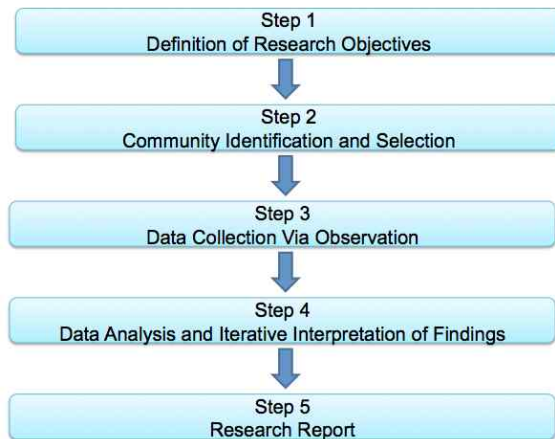 Step 1
Definition of Research Objectives
Step 2
Community Identification and Selection
Step 3
Data Collection Via Observation
Step 4
Data Analysis and Iterative Interpretation of Findings
Step 5
Research Report